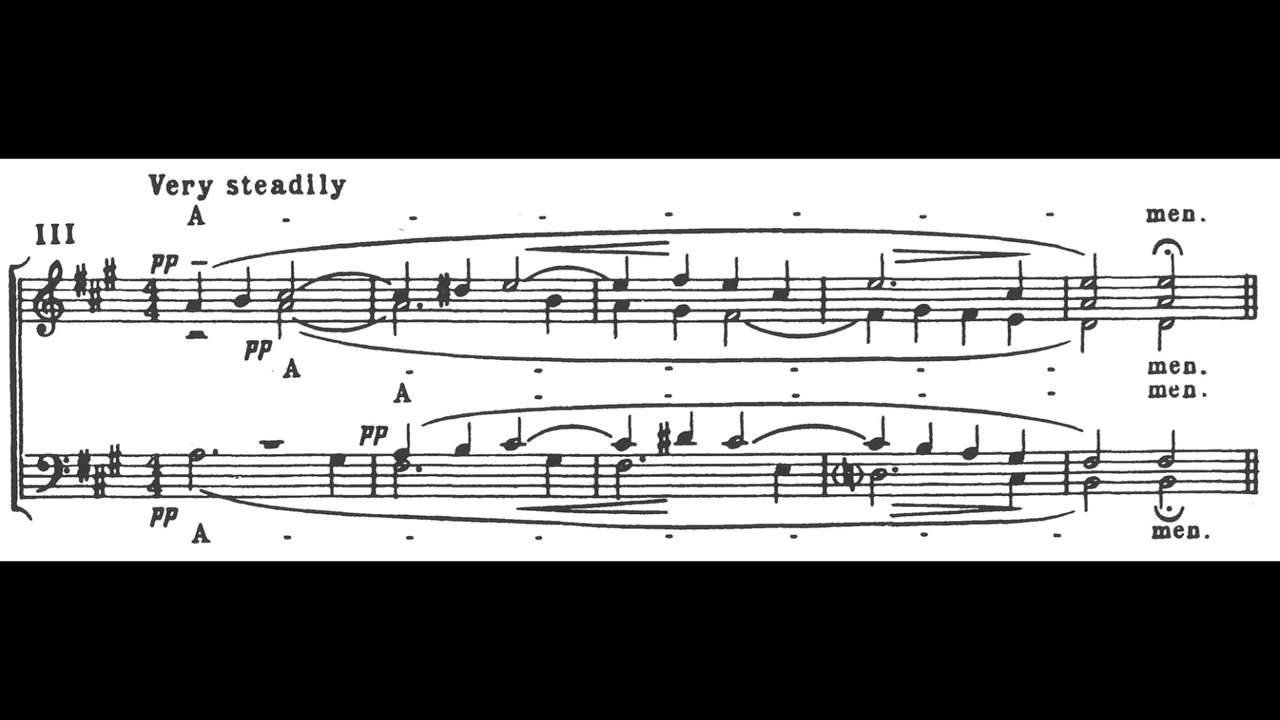 Very steadily
A - - - - - - - men.
III
pp
pp
A - - - - - - men.
A - - - - - men.
pp
pp
A - - - - - - - men.